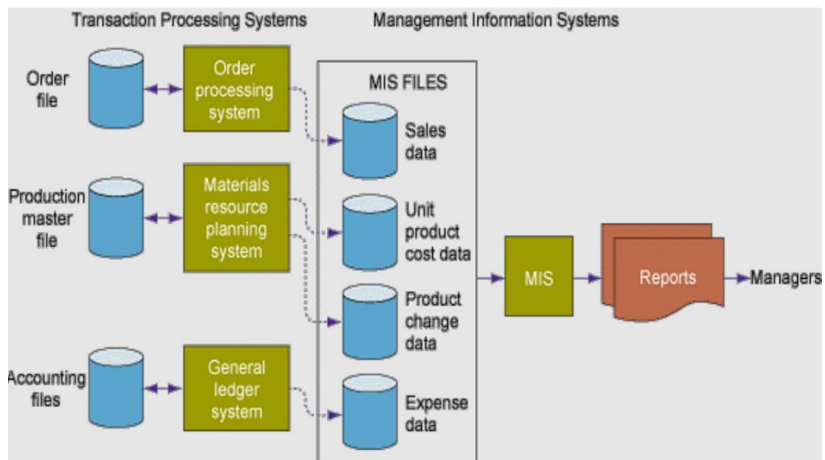 Transaction Processing Systems
Management Information Systems
Order
file
Order
processing
system
MIS FILES
Sales
data
Production
master
file
Materials
resource
planning
system
Unit
product
cost data
Product
change
data
MIS
Reports
Managers
Accounting
files
General
ledger
system
Expense
data